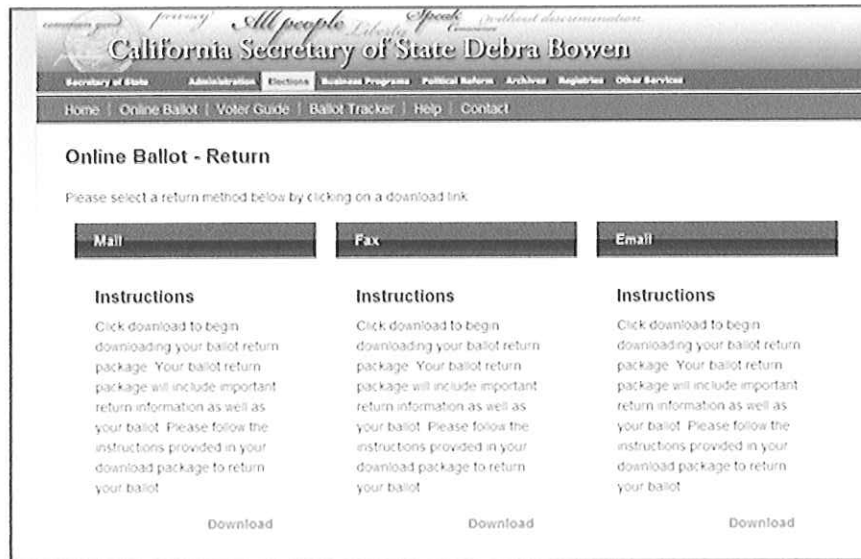 common good privacy All people Liberty Speak without discrimination
California Secretary of State Debra Bowen
Secretary of State Administration Elections Business Programs Political Reform Archives Registries Other Services
Home | Online Ballot | Voter Guide | Ballot Tracker | Help | Contact
Online Ballot - Return
Please select a return method below by clicking on a download link
Mail
Fax
Email
Instructions
Click download to begin
downloading your ballot return
package. Your ballot return
package will include important
return information as well as
your ballot. Please follow the
instructions provided in your
download package to return
your ballot
Download
Instructions
Click download to begin
downloading your ballot return
package. Your ballot return
package will include important
return information as well as
your ballot. Please follow the
instructions provided in your
download package to return
your ballot
Download
Instructions
Click download to begin
downloading your ballot return
package. Your ballot return
package will include important
return information as well as
your ballot. Please follow the
instructions provided in your
download package to return
your ballot
Download